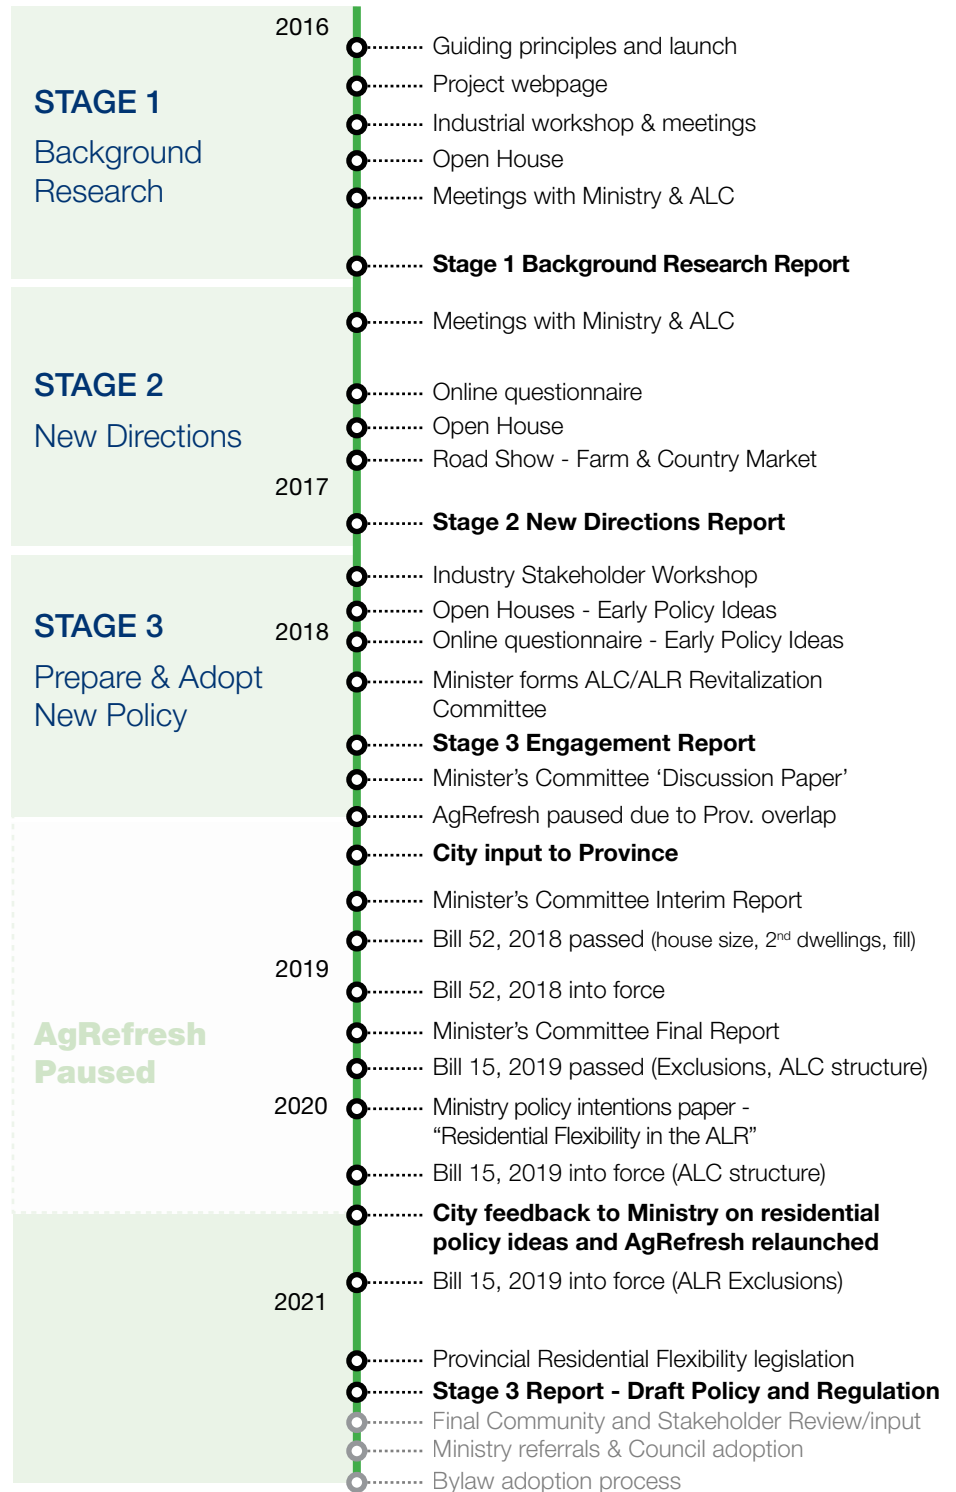 2016
Guiding principles and launch
Project webpage
STAGE 1
Industrial workshop & meetings
Background
Research
Open House
Meetings with Ministry & ALC
Stage 1 Background Research Report
Meetings with Ministry & ALC
STAGE 2
New Directions
Online questionnaire
Open House
Road Show - Farm & Country Market
2017
Stage 2 New Directions Report
Industry Stakeholder Workshop
Open Houses - Early Policy Ideas
STAGE 3
2018
Online questionnaire - Early Policy Ideas
Prepare & Adopt
New Policy
Minister forms ALC/ALR Revitalization
Committee
Stage 3 Engagement Report
Minister's Committee ‘Discussion Paper’
AgRefresh paused due to Prov. overlap
City input to Province
Minister's Committee Interim Report
Bill 52, 2018 passed (house size, 2nd dwellings, fill)
2019
Bill 52, 2018 into force
AgRefresh
Paused
Minister's Committee Final Report
Bill 15, 2019 passed (Exclusions, ALC structure)
2020
Ministry policy intentions paper -
“Residential Flexibility in the ALR”
Bill 15, 2019 into force (ALC structure)
City feedback to Ministry on residential
policy ideas and AgRefresh relaunched
Bill 15, 2019 into force (ALR Exclusions)
2021
Provincial Residential Flexibility legislation
Stage 3 Report - Draft Policy and Regulation
Final Community and Stakeholder Review/input
Ministry referrals & Council adoption
Bylaw adoption process